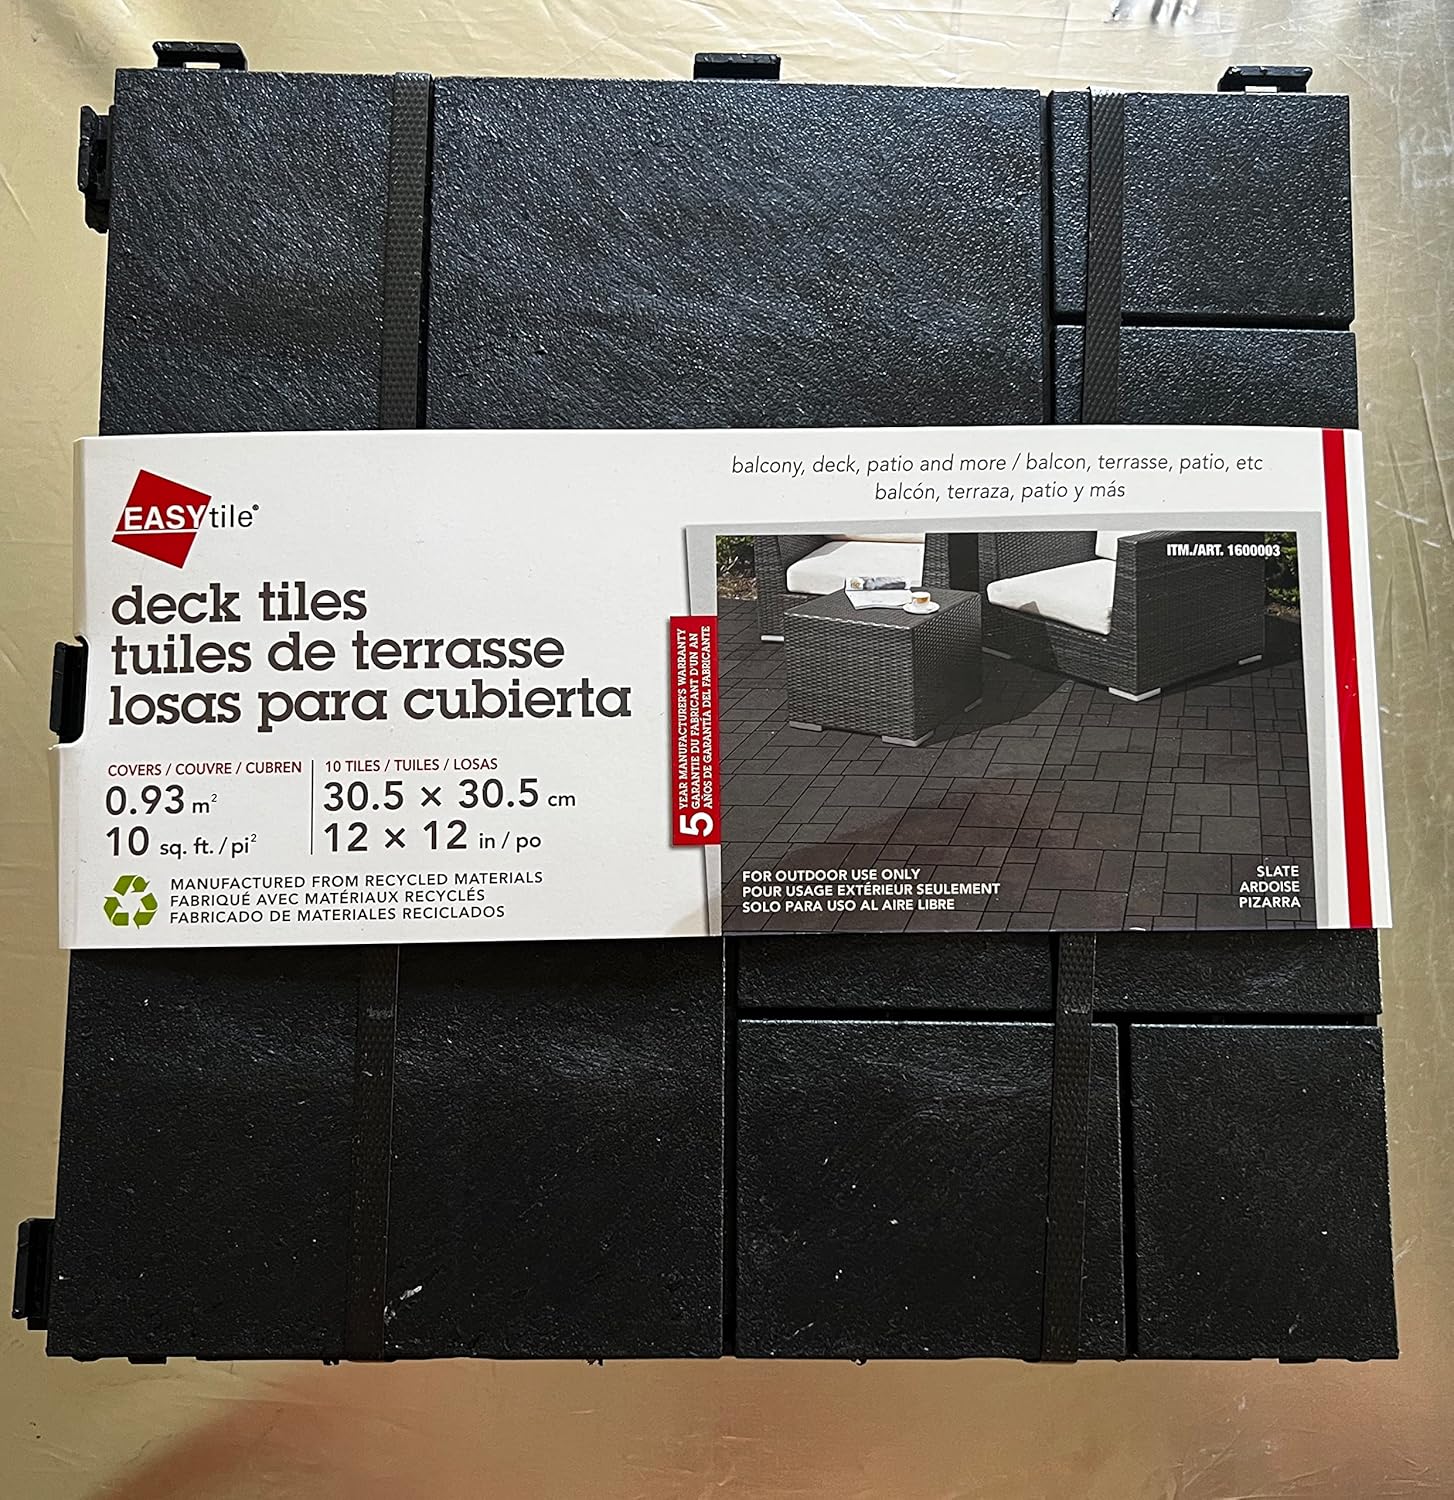 balcony, deck, patio and more / balcon, terrasse, patio, etc
balcón, terraza, patio y más
EASYtile®
deck tiles
tuiles de terrasse
losas para cubierta
COVERS / COUVRE / CUBREN
0.93 m²
10 sq. ft. / pi²
10 TILES / TUILES / LOSAS
30.5 × 30.5 cm
12 × 12 in / po
MANUFACTURED FROM RECYCLED MATERIALS
FABRIQUÉ AVEC MATÉRIAUX RECYCLÉS
FABRICADO DE MATERIALES RECICLADOS
5 YEAR MANUFACTURER'S WARRANTY
GARANTIE DU FABRICANT D'UN AN
AÑOS DE GARANTÍA DEL FABRICANTE
ITM./ART. 1600003
FOR OUTDOOR USE ONLY
POUR USAGE EXTÉRIEUR SEULEMENT
SOLO PARA USO AL AIRE LIBRE
SLATE
ARDOISE
PIZARRA